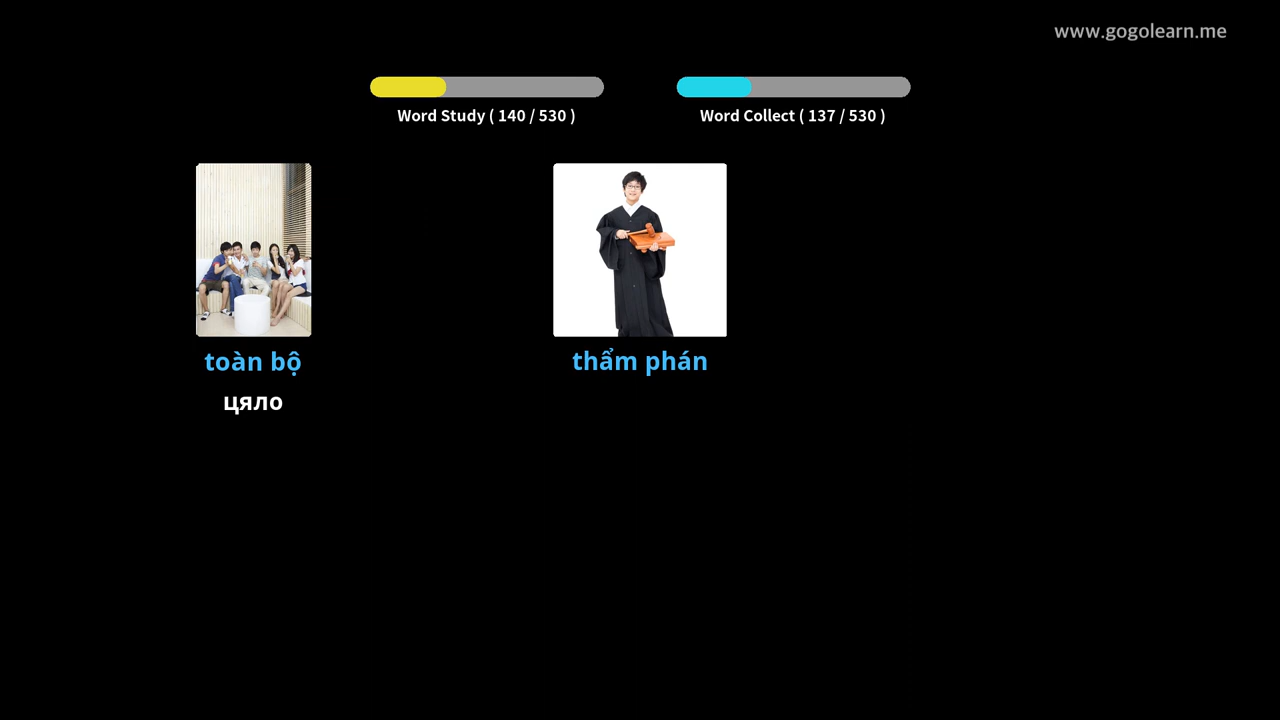 www.gogolearn.me
Word Study ( 140 / 530 )
Word Collect ( 137 / 530 )
toàn bộ
thẩm phán
цяло